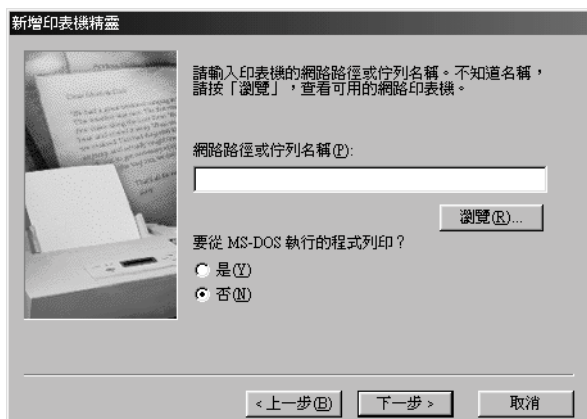 新增印表機精靈
請輸入印表機的網路路徑或佇列名稱。不知道名稱，
請按「瀏覽」，查看可用的網路印表機。
網路路徑或佇列名稱(P):
瀏覽(R)...
要從 MS-DOS 執行的程式列印？
是(Y)
否(N)
<上一步(B)
下一步 >
取消